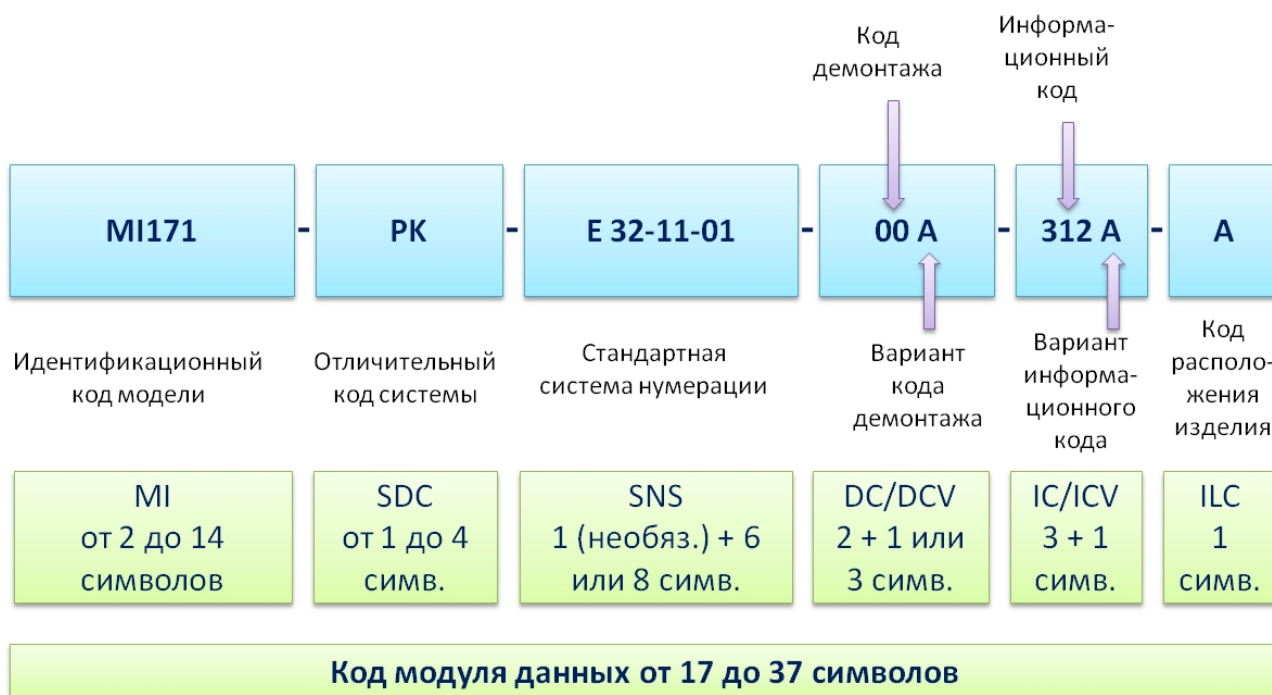 Код
демонтажа
Информа-
ционный
код
MI171 - PK - E 32-11-01 - 00 A - 312 A - A
Идентификационный
код модели
Отличительный
код системы
Стандартная
система нумерации
Вариант
кода
демонтажа
Вариант
информа-
ционного
кода
Код
располо-
жения
изделия
MI
от 2 до 14
символов
SDC
от 1 до 4
симв.
SNS
1 (необяз.) + 6
или 8 симв.
DC/DCV
2 + 1 или
3 симв.
IC/ICV
3 + 1
симв.
ILC
1
симв.
Код модуля данных от 17 до 37 символов